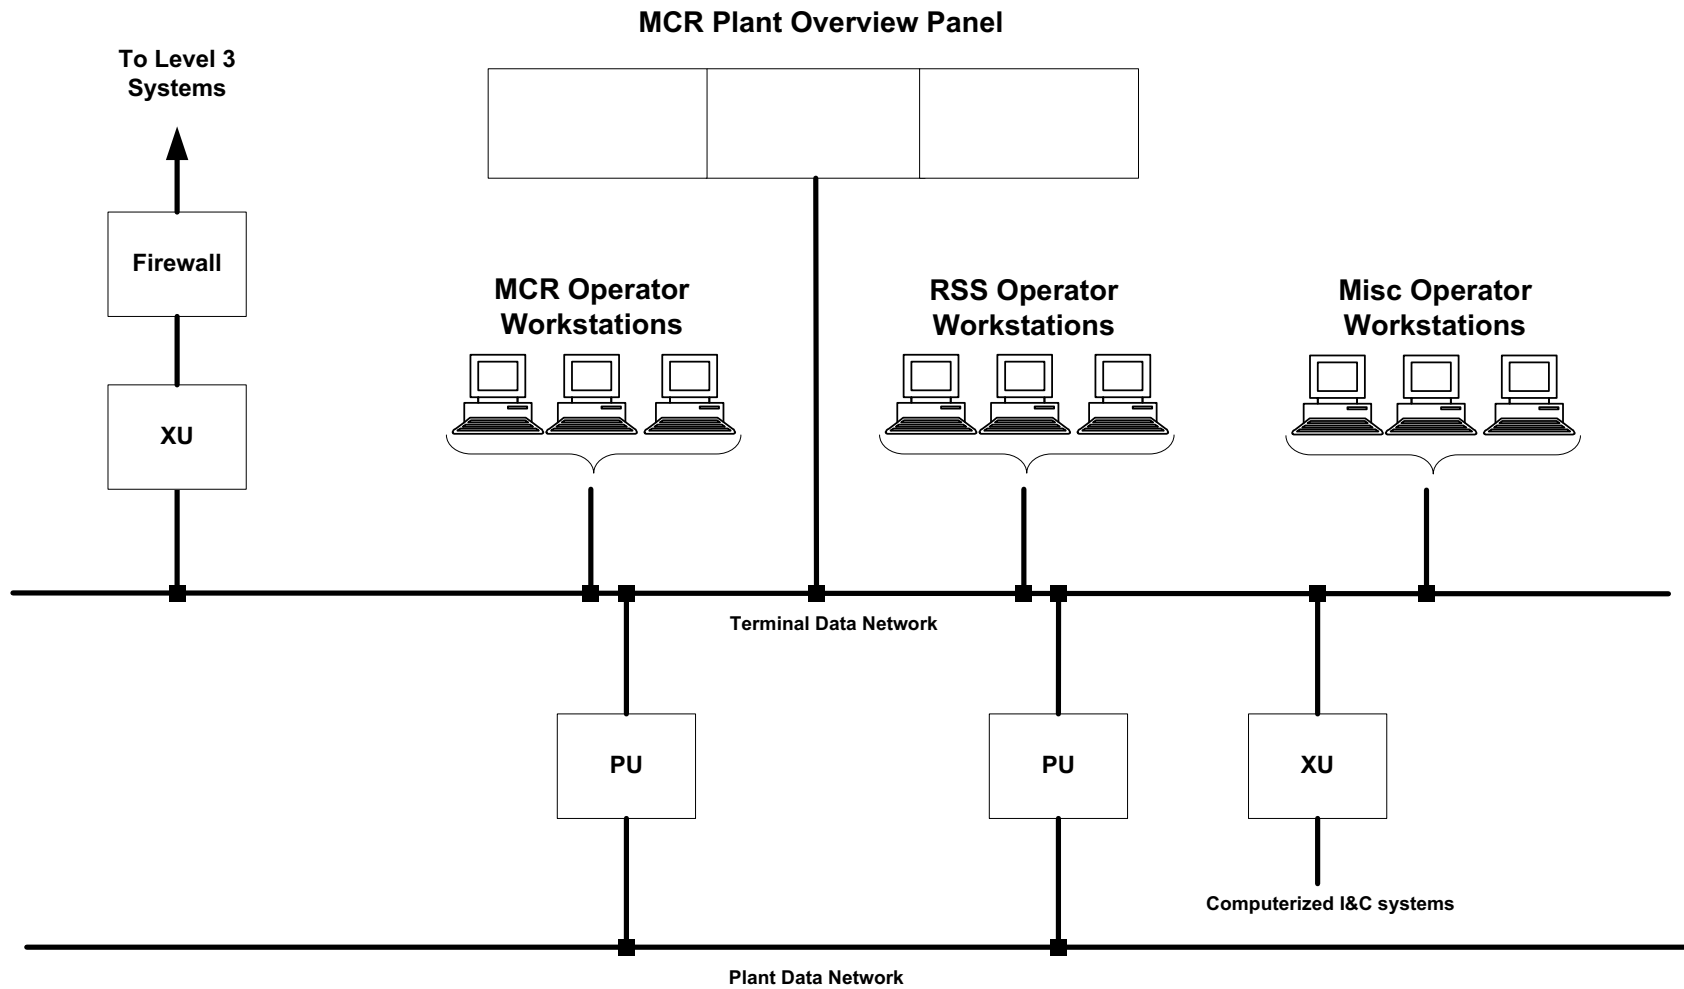 MCR Plant Overview Panel
To Level 3
Systems
Firewall
XU
MCR Operator
Workstations
RSS Operator
Workstations
Misc Operator
Workstations
Terminal Data Network
PU
PU
XU
Computerized I&C systems
Plant Data Network